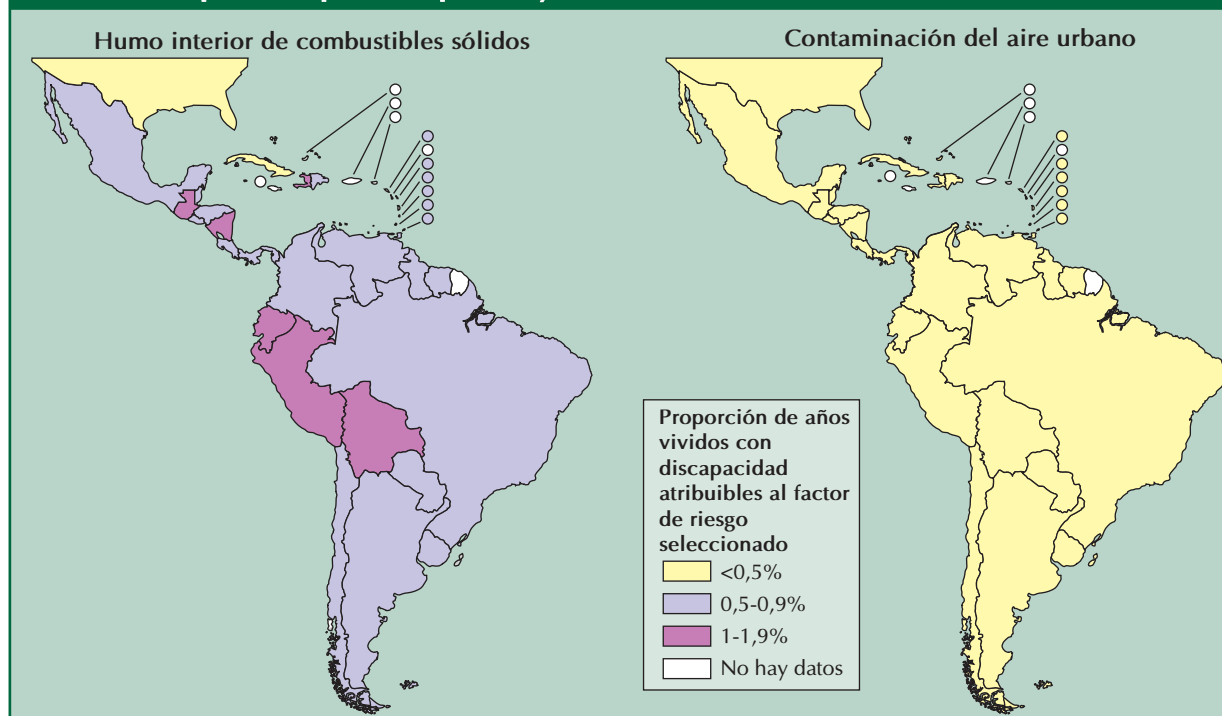 Humo interior de combustibles sólidos
Contaminación del aire urbano
Proporción de años
vividos con
discapacidad
atribuibles al factor
de riesgo
seleccionado
<0,5%
0,5-0,9%
1-1,9%
No hay datos